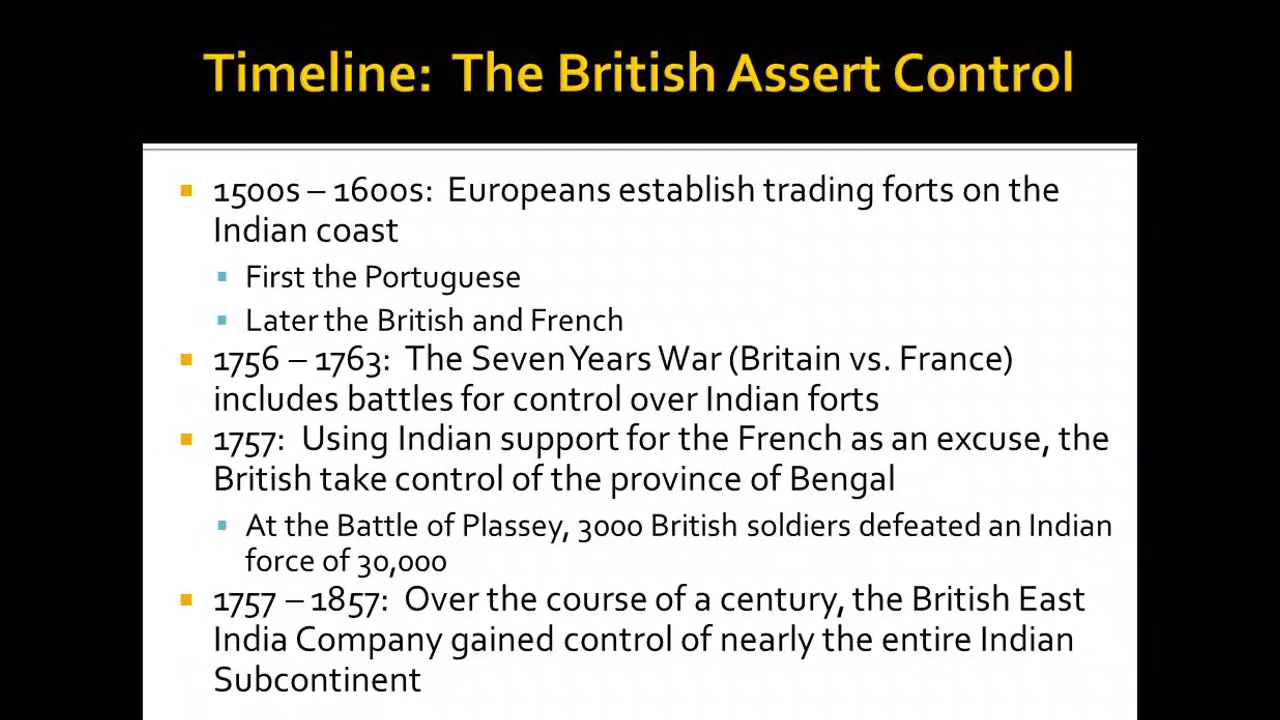 Timeline: The British Assert Control
1500s – 1600s: Europeans establish trading forts on the
Indian coast
First the Portuguese
Later the British and French
1756 – 1763: The Seven Years War (Britain vs. France)
includes battles for control over Indian forts
1757: Using Indian support for the French as an excuse, the
British take control of the province of Bengal
At the Battle of Plassey, 3000 British soldiers defeated an Indian
force of 30,000
1757 – 1857: Over the course of a century, the British East
India Company gained control of nearly the entire Indian
Subcontinent